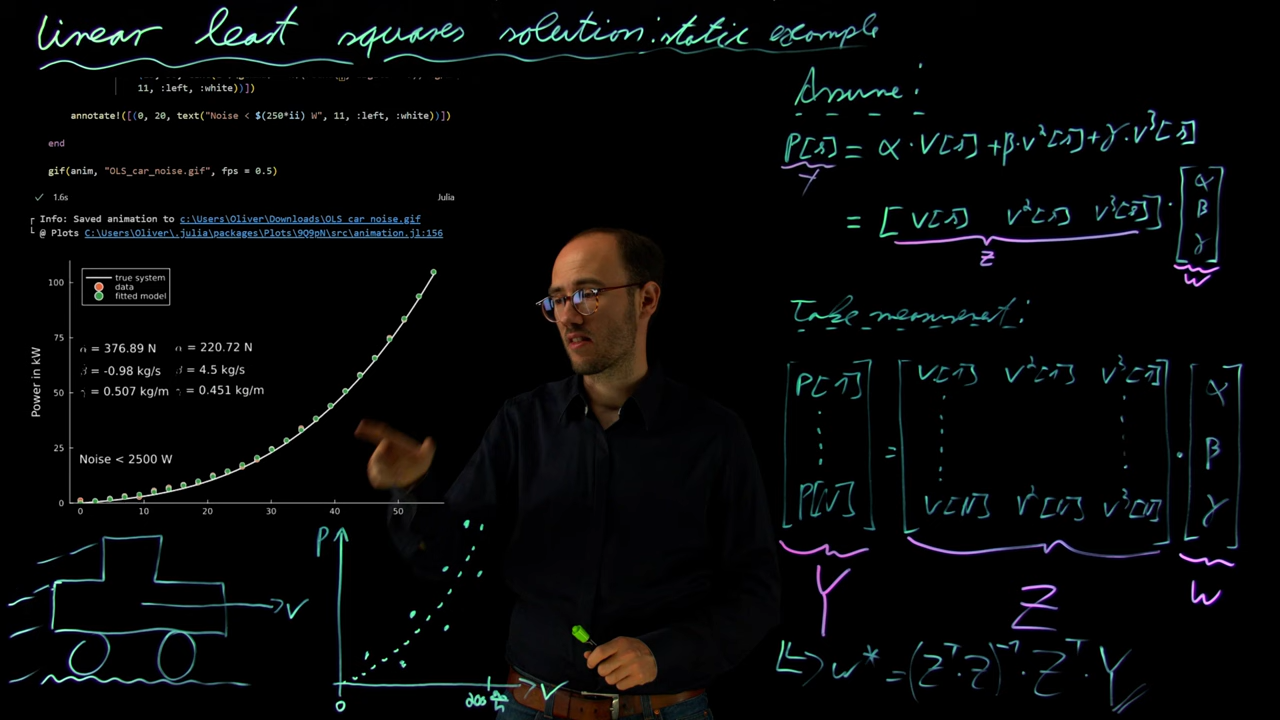 linear least squares solution: static example
11, :left, :white))])
annotate!([(0, 20, text("Noise < $(250*ii) W", 11, :left, :white))])
end
gif(anim, "OLS_car_noise.gif", fps = 0.5)
✓ 1.6s
Julia
┌ Info: Saved animation to c:\Users\Oliver\Downloads\OLS_car_noise.gif
└ @ Plots C:\Users\Oliver\.julia\packages\Plots\9Q9pN\src\animation.jl:156
true system
data
fitted model
100
75
50
25
0
Power in kW
α = 376.89 N α = 220.72 N
β = -0.98 kg/s β = 4.5 kg/s
γ = 0.507 kg/m γ = 0.451 kg/m
Noise < 2500 W
0 10 20 30 40 50
V
P
0
V
Assume:
P[s] = α · V[s] + β · v²[s] + γ · v³[s]
Y
= [ V[s] v²[s] v³[s] ] · [ α β γ ]
Z
W
Take measurement:
P[1] V[1] V²[1] V³[1] α
= · β
P[N] V[N] V²[N] V³[N] γ
Y Z W
↳ w* = (Zᵀ · Z)⁻¹ · Zᵀ · Y